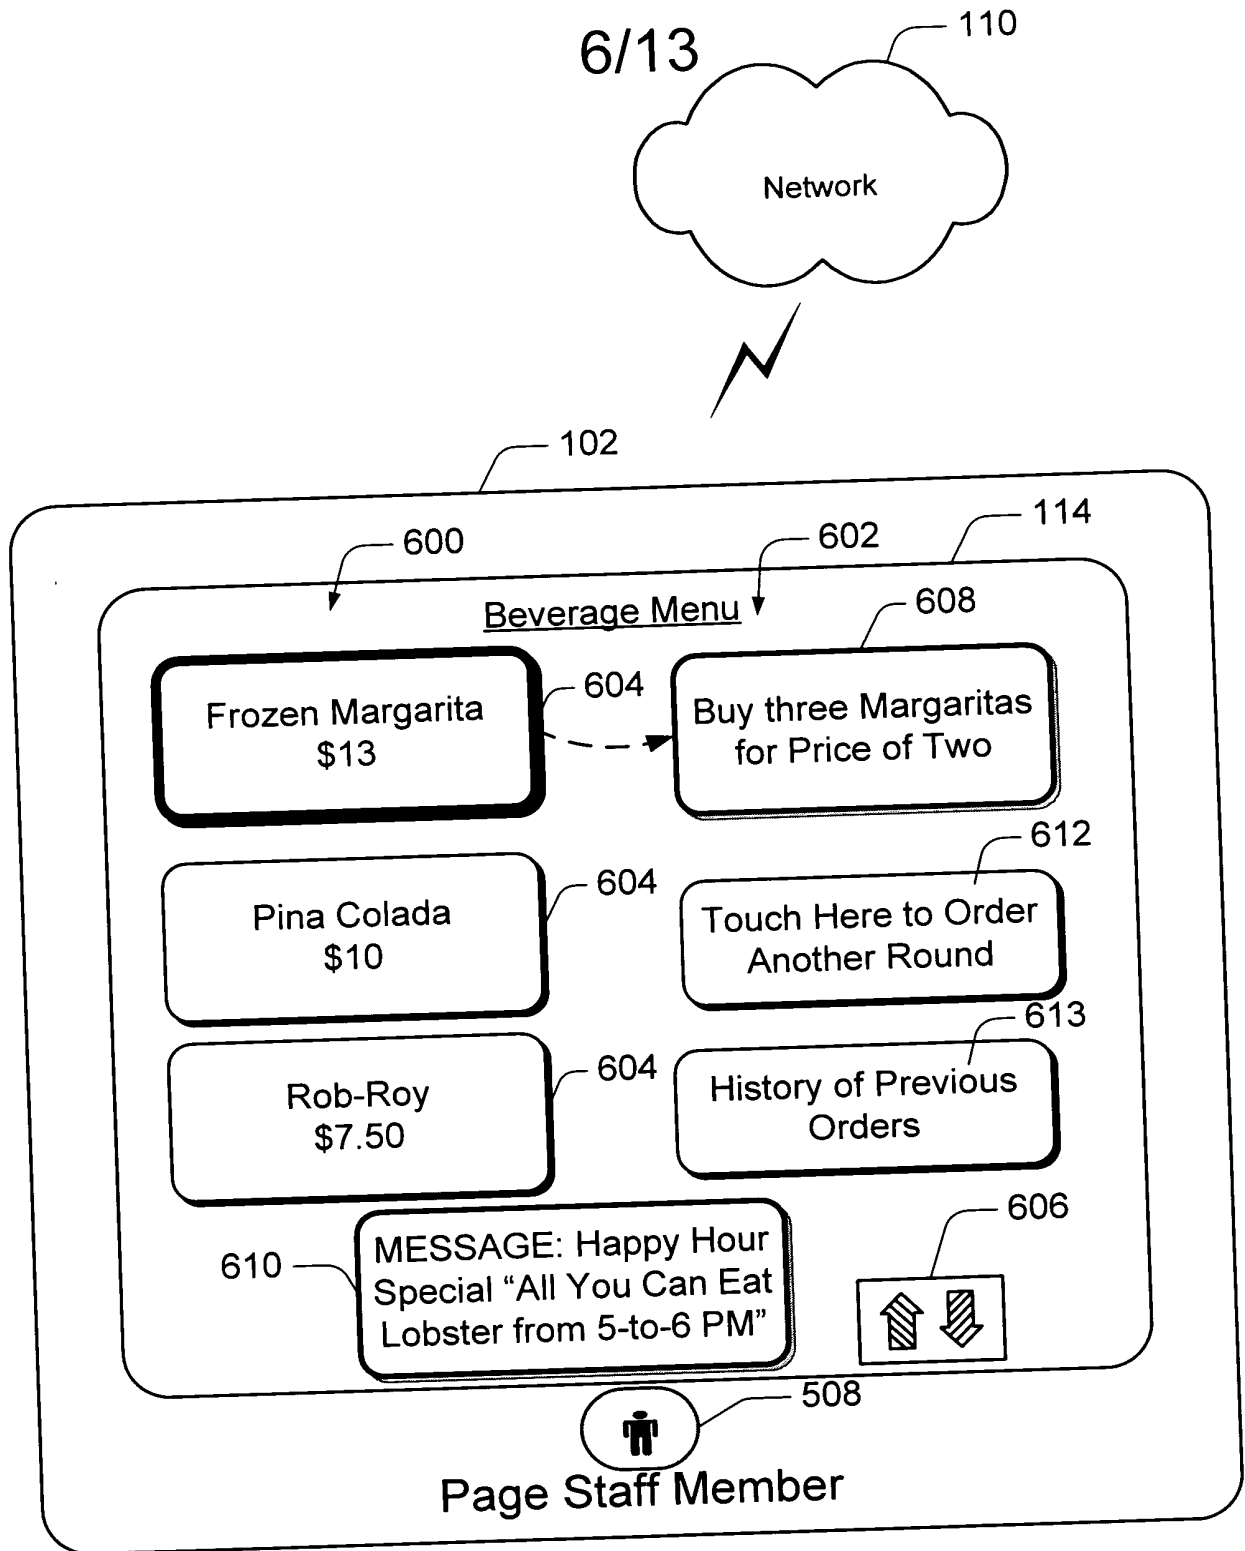 6/13
110
Network
102
114
600
602
Beverage Menu
608
Frozen Margarita
$13
604
Buy three Margaritas
for Price of Two
612
Pina Colada
$10
604
Touch Here to Order
Another Round
613
Rob-Roy
$7.50
604
History of Previous
Orders
606
610
MESSAGE: Happy Hour
Special “All You Can Eat
Lobster from 5-to-6 PM”
508
Page Staff Member